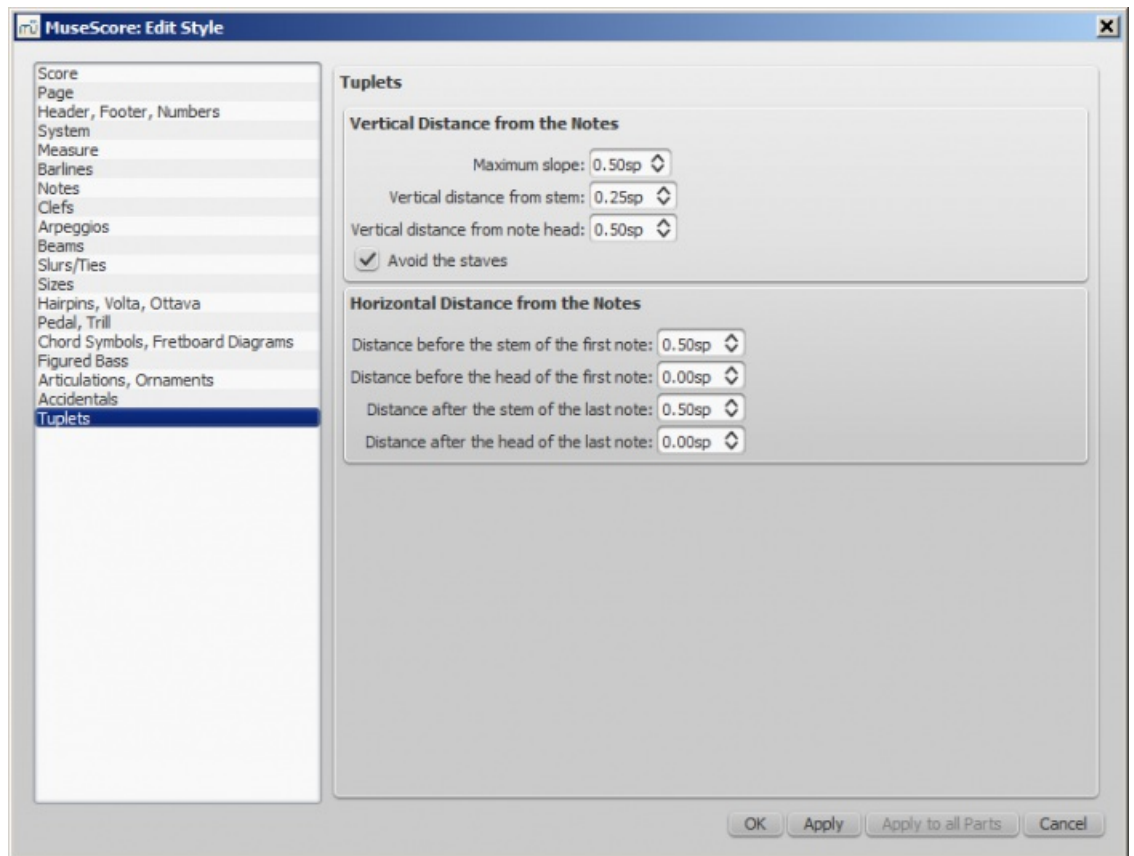 MuseScore: Edit Style
Score
Page
Header, Footer, Numbers
System
Measure
Barlines
Notes
Clefs
Arpeggios
Beams
Slurs/Ties
Sizes
Hairpins, Volta, Ottava
Pedal, Trill
Chord Symbols, Fretboard Diagrams
Figured Bass
Articulations, Ornaments
Accidentals
Tuplets
Tuplets
Vertical Distance from the Notes
Maximum slope: 0.50sp
Vertical distance from stem: 0.25sp
Vertical distance from note head: 0.50sp
Avoid the staves
Horizontal Distance from the Notes
Distance before the stem of the first note: 0.50sp
Distance before the head of the first note: 0.00sp
Distance after the stem of the last note: 0.50sp
Distance after the head of the last note: 0.00sp
OK Apply Apply to all Parts Cancel